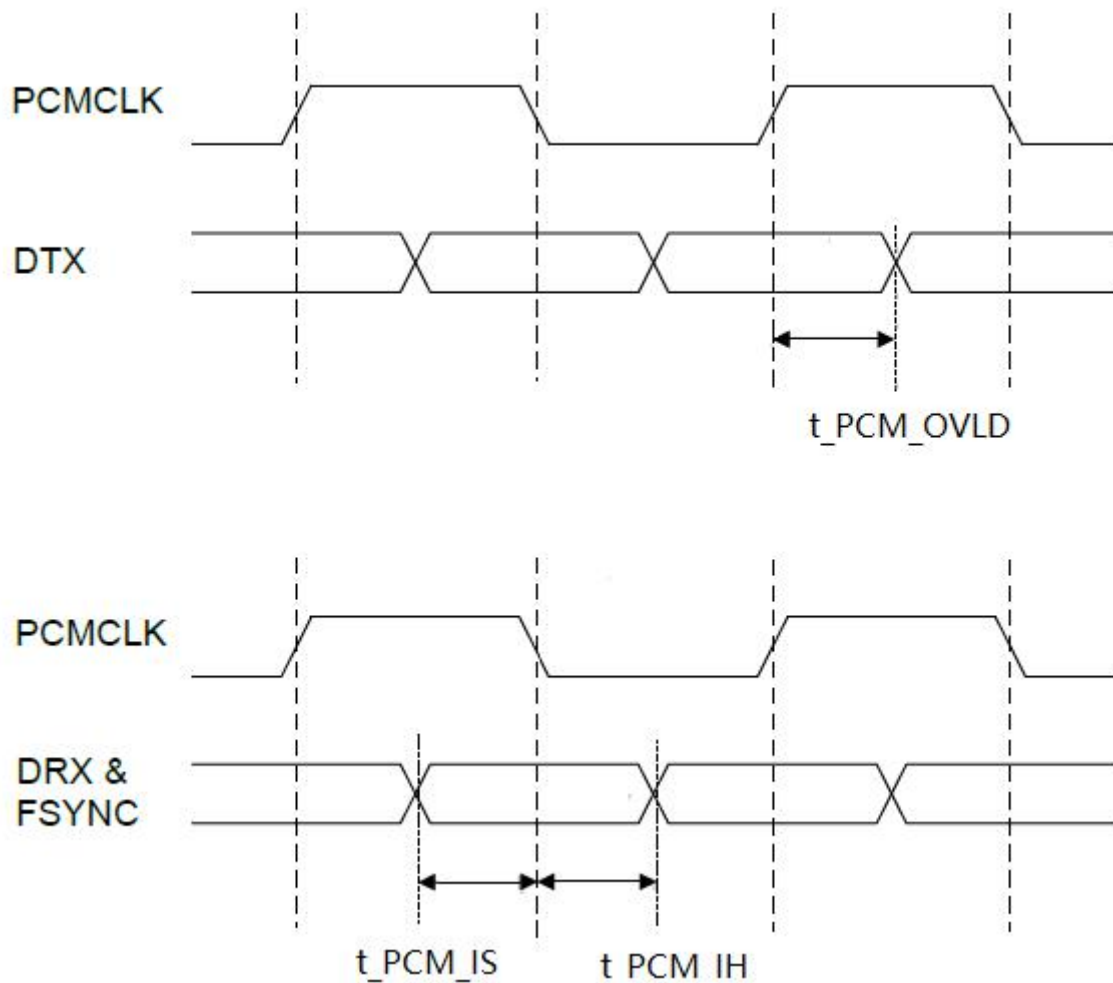 PCMCLK
DTX
t_PCM_OVLD
PCMCLK
DRX &
FSYNC
t_PCM_IS
t PCM IH